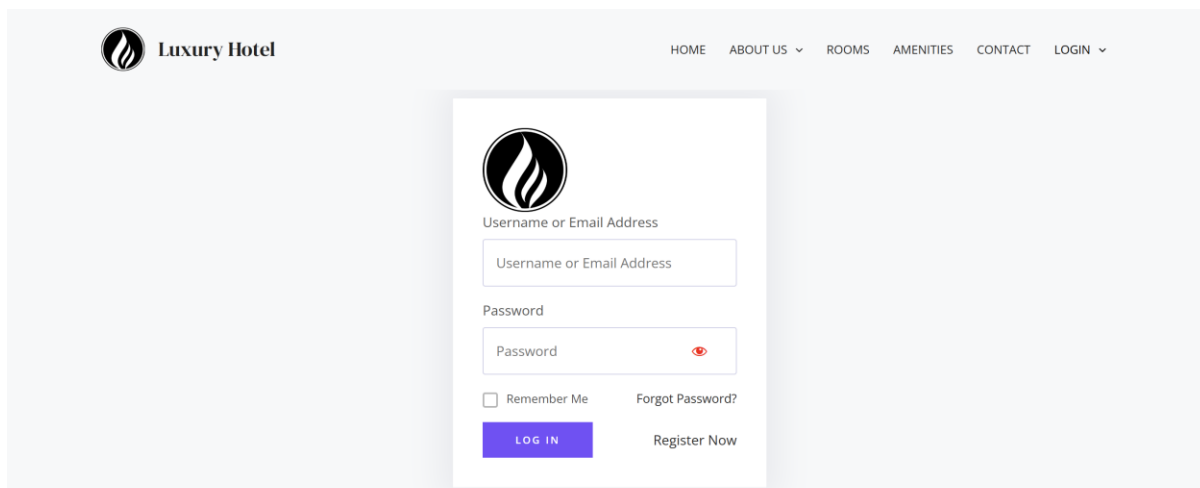 Luxury Hotel HOME ABOUT US ROOMS AMENITIES CONTACT LOGIN
Username or Email Address
Username or Email Address
Password
Password
Remember Me Forgot Password?
LOG IN Register Now